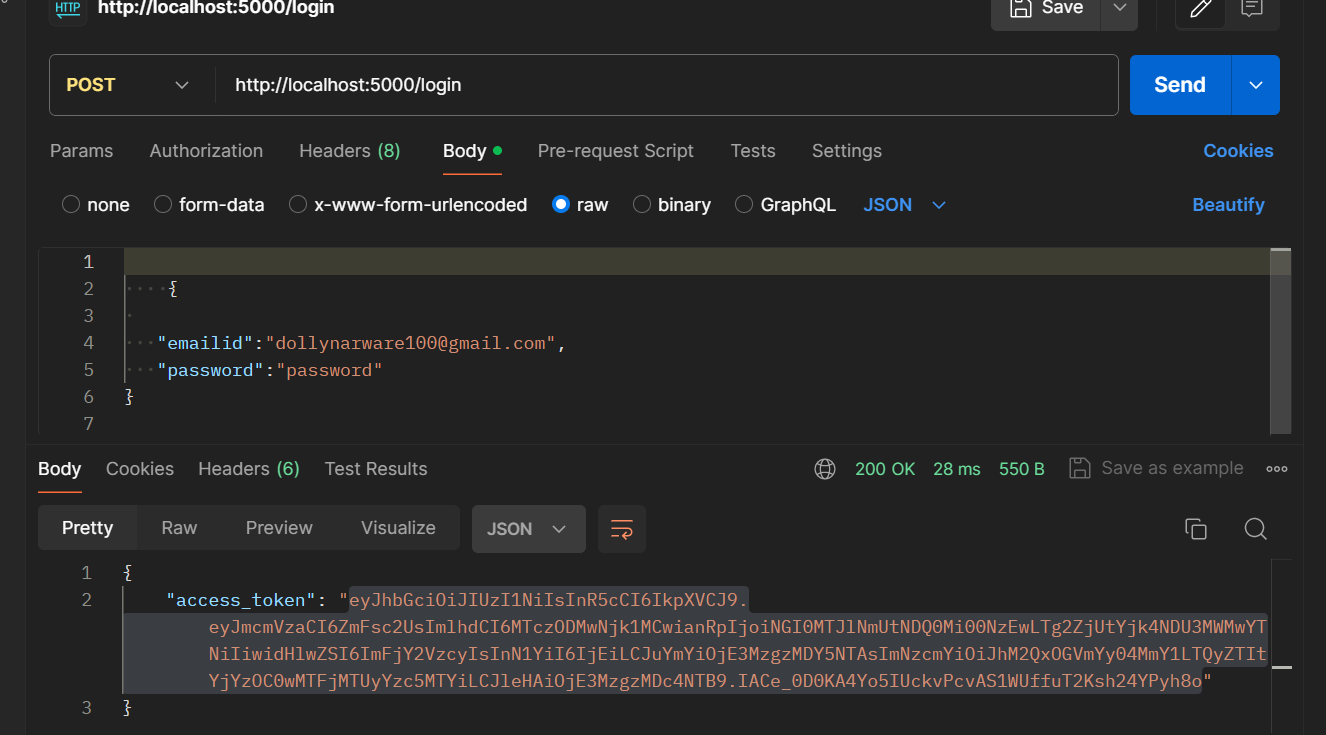 HTTP http://localhost:5000/login Save
POST http://localhost:5000/login Send
Params Authorization Headers (8) Body Pre-request Script Tests Settings Cookies
none form-data x-www-form-urlencoded raw binary GraphQL JSON Beautify
1
2 {
3
4 "emailid":"dollynarware100@gmail.com",
5 "password":"password"
6 }
7
Body Cookies Headers (6) Test Results 200 OK 28 ms 550 B Save as example
Pretty Raw Preview Visualize JSON
1 {
2 "access_token": "eyJhbGciOiJIUzI1NiIsInR5cCI6IkpXVCJ9.
eyJmcmVzaCI6ZmFsc2UsImlhdCI6MTczODMwNjk1MCwianRpIjoiNGI0MTJlNmUtNDQ0Mi00NzEwLTg2ZjUtYjk4NDU3MWMwYT
NiIiwidHlwZSI6ImFjY2VzcyIsInN1YiI6IjEiLCJuYmYiOjE3MzgzMDY5NTAsImNzcmYiOiJhM2QxOGVmYy04MmY1LTQyZTIt
YjYzOC0wMTFjMTUyYzc5MTYiLCJleHAiOjE3MzgzMDc4NTB9.IACe_0D0KA4Yo5IUckvPcvAS1WUffuT2Ksh24YPyh8o"
3 }